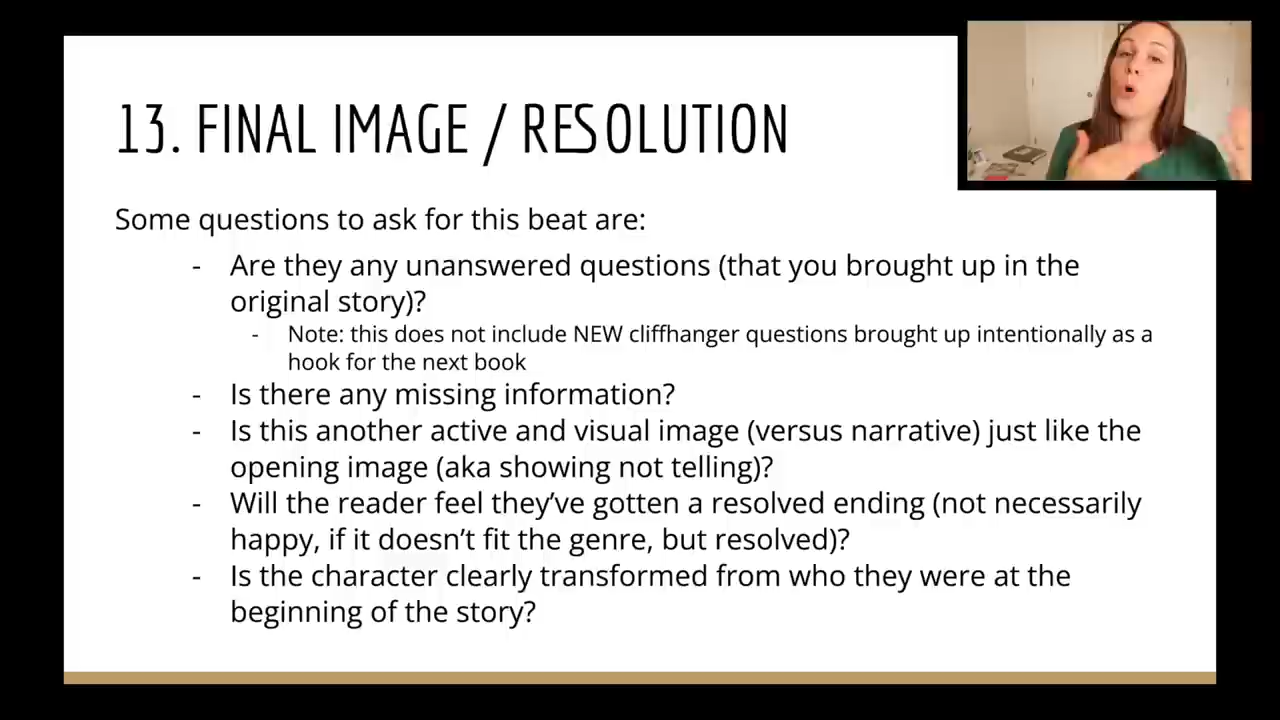 13. FINAL IMAGE / RESOLUTION
Some questions to ask for this beat are:
- Are they any unanswered questions (that you brought up in the
original story)?
- Note: this does not include NEW cliffhanger questions brought up intentionally as a
hook for the next book
- Is there any missing information?
- Is this another active and visual image (versus narrative) just like the
opening image (aka showing not telling)?
- Will the reader feel they’ve gotten a resolved ending (not necessarily
happy, if it doesn’t fit the genre, but resolved)?
- Is the character clearly transformed from who they were at the
beginning of the story?